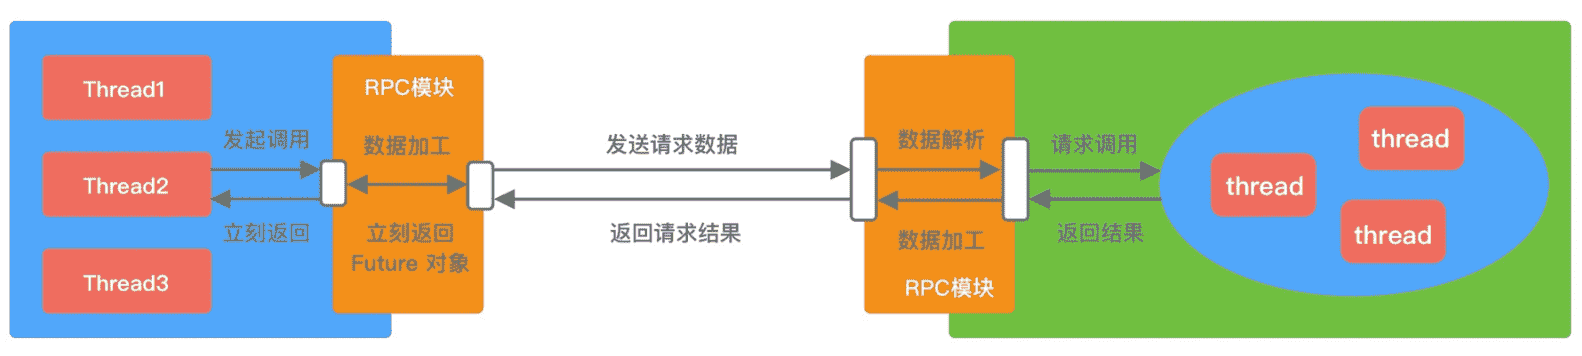 Thread1
Thread2
Thread3
发起调用
立刻返回
RPC模块
数据加工
立刻返回
Future 对象
发送请求数据
返回请求结果
数据解析
数据加工
RPC模块
请求调用
返回结果
thread
thread
thread